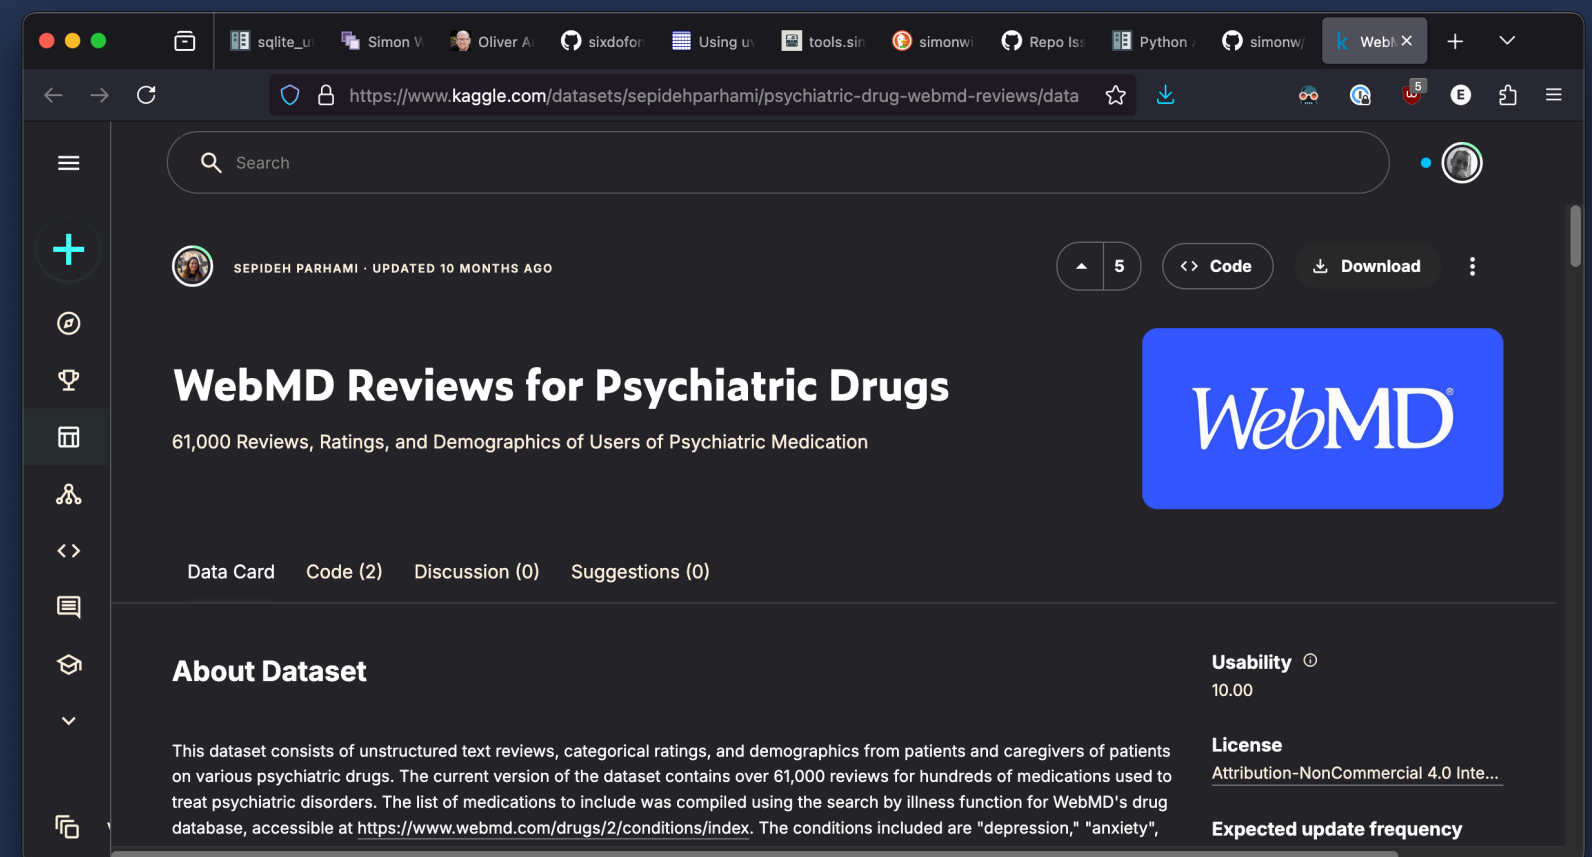 sqlite_u
Simon W
Oliver A
sixdofor
Using u
tools.sim
simonwi
Repo Iss
Python
simonw/
WebM
https://www.kaggle.com/datasets/sepidehparhami/psychiatric-drug-webmd-reviews/data
5
E
Search
SEPIDEH PARHAMI · UPDATED 10 MONTHS AGO
5
Code
Download
WebMD Reviews for Psychiatric Drugs
61,000 Reviews, Ratings, and Demographics of Users of Psychiatric Medication
WebMD®
Data Card
Code (2)
Discussion (0)
Suggestions (0)
About Dataset
This dataset consists of unstructured text reviews, categorical ratings, and demographics from patients and caregivers of patients
on various psychiatric drugs. The current version of the dataset contains over 61,000 reviews for hundreds of medications used to
treat psychiatric disorders. The list of medications to include was compiled using the search by illness function for WebMD's drug
database, accessible at https://www.webmd.com/drugs/2/conditions/index. The conditions included are "depression," "anxiety",
Usability
10.00
License
Attribution-NonCommercial 4.0 Inte...
Expected update frequency